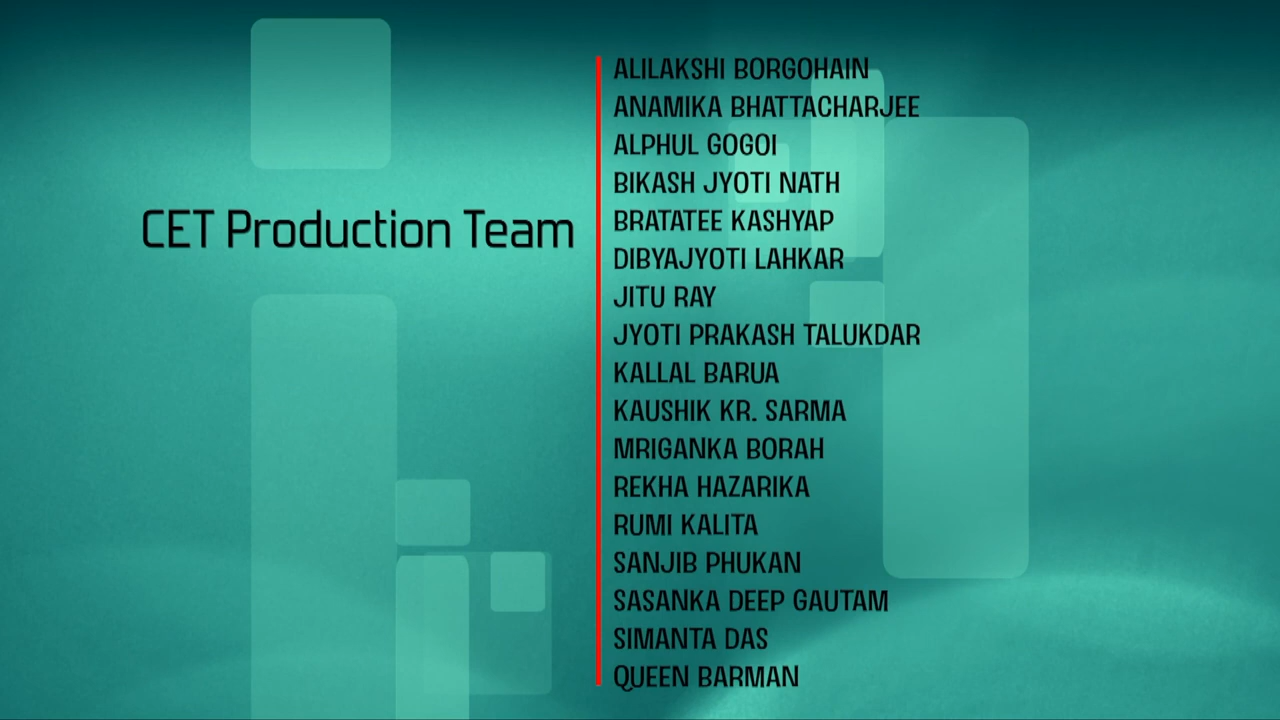 CET Production Team
ALILAKSHI BORGOHAIN
ANAMIKA BHATTACHARJEE
ALPHUL GOGOI
BIKASH JYOTI NATH
BRATATEE KASHYAP
DIBYAJYOTI LAHKAR
JITU RAY
JYOTI PRAKASH TALUKDAR
KALLAL BARUA
KAUSHIK KR. SARMA
MRIGANKA BORAH
REKHA HAZARIKA
RUMI KALITA
SANJIB PHUKAN
SASANKA DEEP GAUTAM
SIMANTA DAS
QUEEN BARMAN